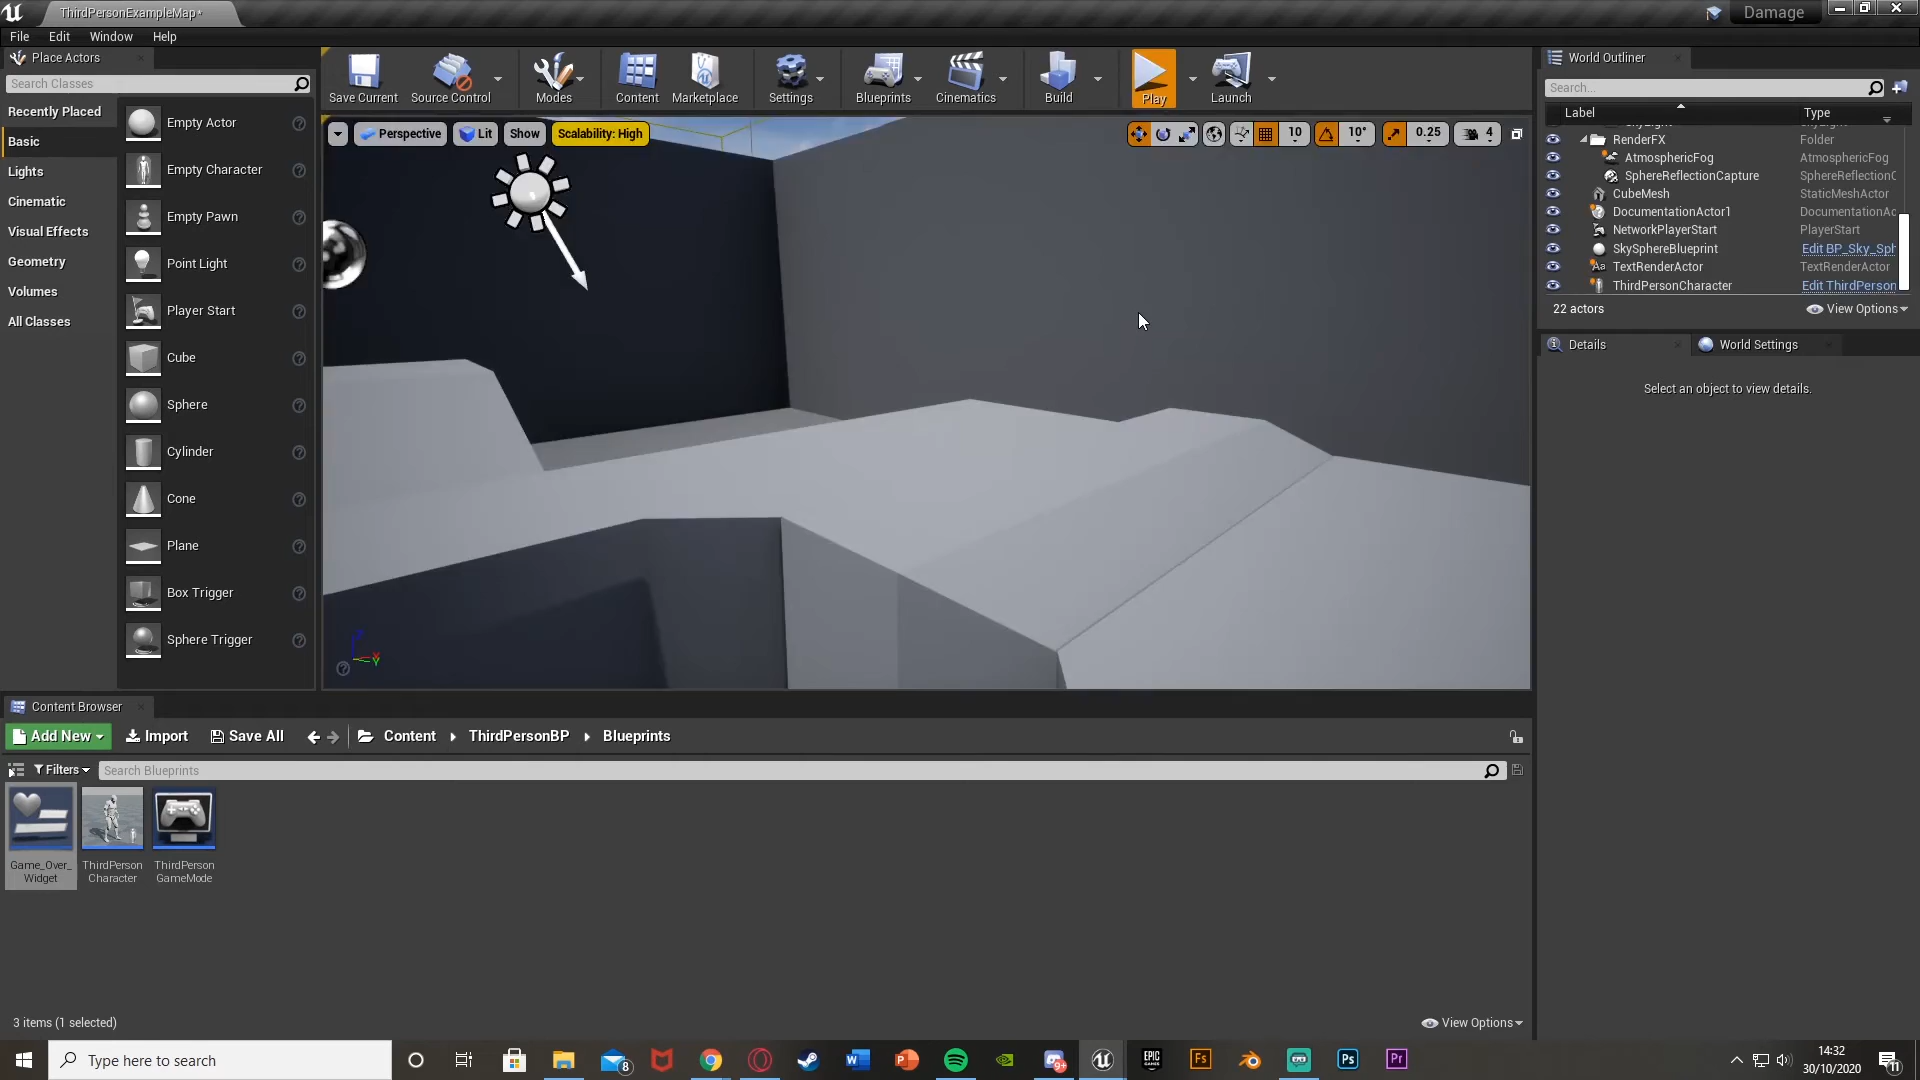 ThirdPersonExampleMap*
Damage
File Edit Window Help
Place Actors
Search Classes
Recently Placed
Basic
Lights
Cinematic
Visual Effects
Geometry
Volumes
All Classes
Empty Actor
Empty Character
Empty Pawn
Point Light
Player Start
Cube
Sphere
Cylinder
Cone
Plane
Box Trigger
Sphere Trigger
Save Current Source Control Modes Content Marketplace Settings Blueprints Cinematics Build Play Launch
Perspective Lit Show Scalability: High 10 10° 0.25 4
World Outliner
Search...
Label Type
RenderFX Folder
AtmosphericFog AtmosphericFog
SphereReflectionCapture SphereReflectionC
CubeMesh StaticMeshActor
DocumentationActor1 DocumentationAc
NetworkPlayerStart PlayerStart
SkySphereBlueprint Edit BP_Sky_Sph
TextRenderActor TextRenderActor
ThirdPersonCharacter Edit ThirdPerson
22 actors View Options
Details World Settings
Select an object to view details.
Content Browser
Add New Import Save All Content ThirdPersonBP Blueprints
Filters Search Blueprints
Game_Over_
Widget
ThirdPerson
Character
ThirdPerson
GameMode
3 items (1 selected) View Options
Type here to search
14:32
30/10/2020